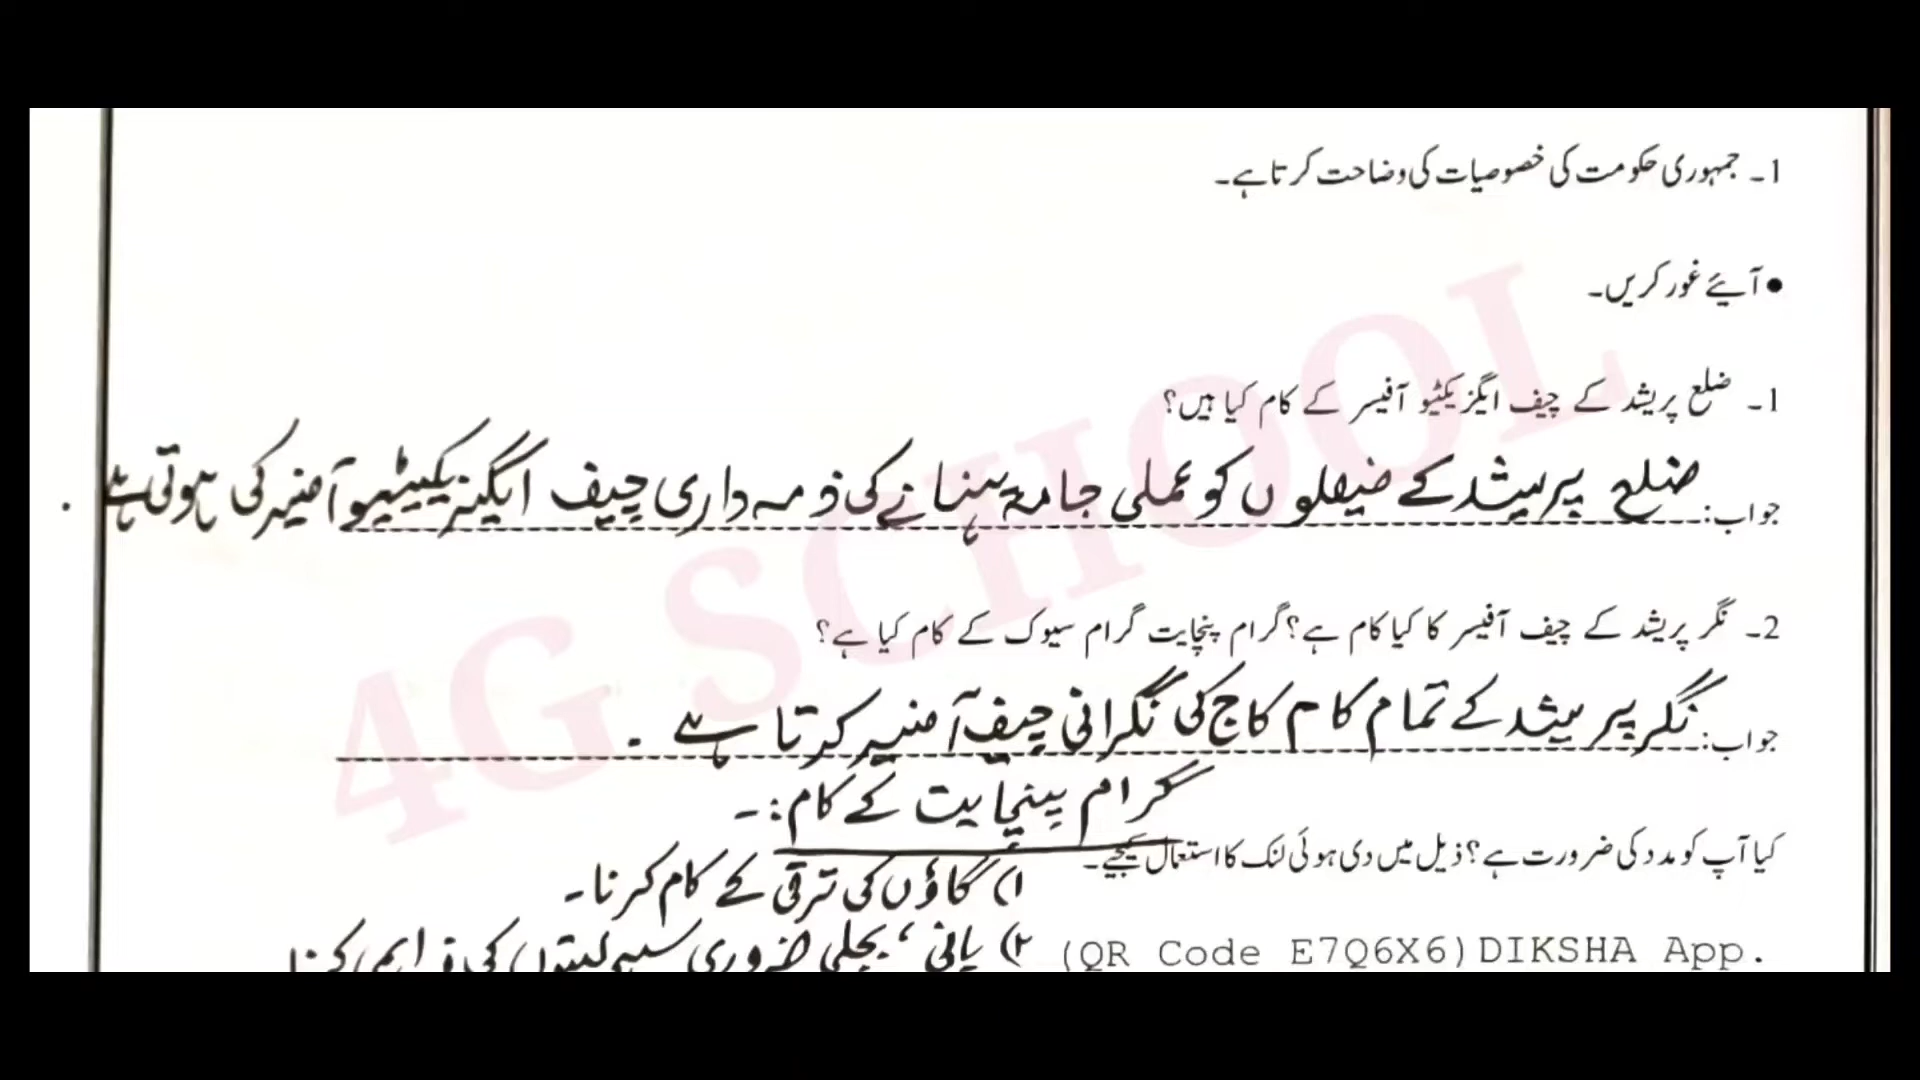 1۔ جمہوری حکومت کی خصوصیات کی وضاحت کرتا ہے۔
• آیئے غور کریں۔
1۔ ضلع پریشد کے چیف ایگزیکٹیو آفیسر کے کام کیا ہیں؟
جواب: ضلع پریشد کے فیصلوں کو عملی جامہ پہنانے کی ذمہ داری چیف ایگزیکیٹیو آفیسر کی ہوتی ہے .
2۔ نگر پریشد کے چیف آفیسر کا کیا کام ہے؟ گرام پنچایت گرام سیوک کے کام کیا ہے؟
جواب: نگر پریشد کے تمام کام کاج کی نگرانی چیف آفیسر کرتا ہے .
گرام پنچایت کے کام :-
کیا آپ کو مدد کی ضرورت ہے؟ ذیل میں دی ہوئی لنک کا استعمال کیجیے۔
۱) گاؤں کی ترقی کے کام کرنا۔
۲) پانی ، بجلی ضروری سہولیتوں کی فراہمی کرنا
(QR Code E7Q6X6)DIKSHA App.
4G SCHOOL